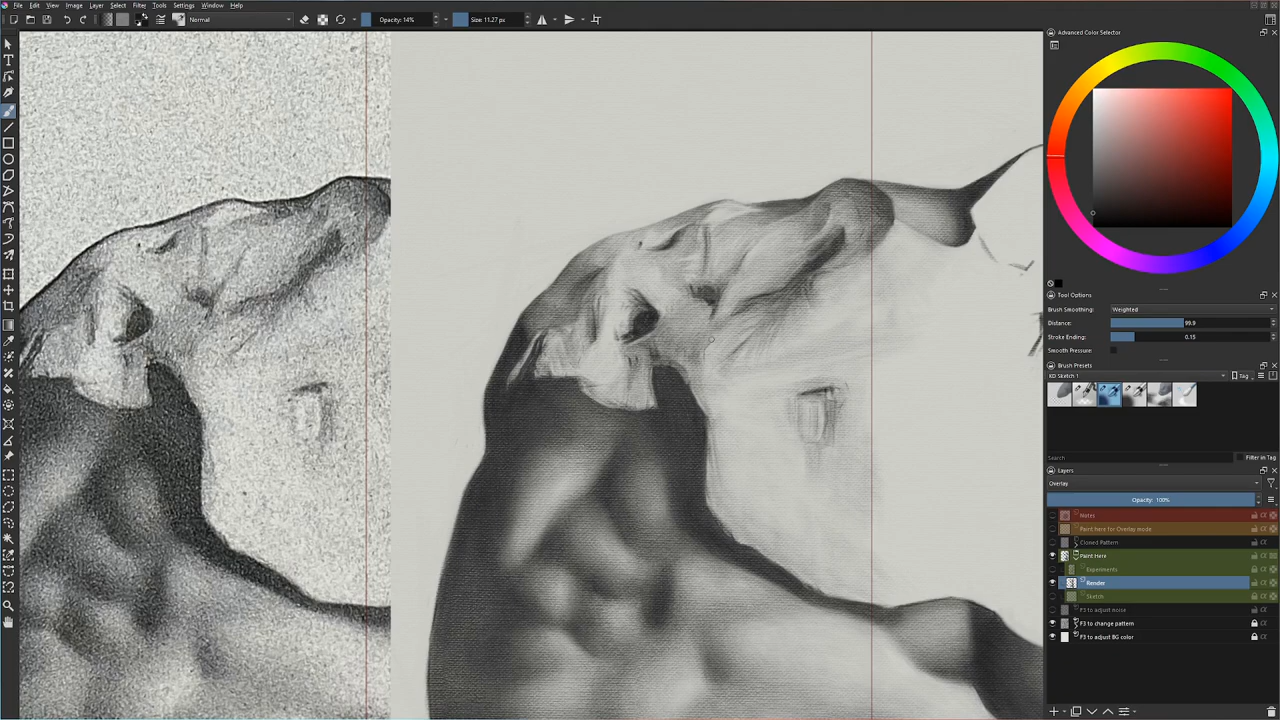 File Edit View Image Layer Select Filter Tools Settings Window Help
Normal Opacity: 14% Size: 11.27 px
Advanced Color Selector
Tool Options
Brush Smoothing: Weighted
Distance: 99.9
Stroke Ending: 0.15
Smooth Pressure:
Brush Presets
KD Sketch 1 Tag
Search Filter in Tag
Layers
Overlay
Opacity: 100%
Notes
Paint here for Overlay mode
Cloned Pattern
Paint Here
Experiments
Render
Sketch
F3 to adjust noise
F3 to change pattern
F3 to adjust BG color